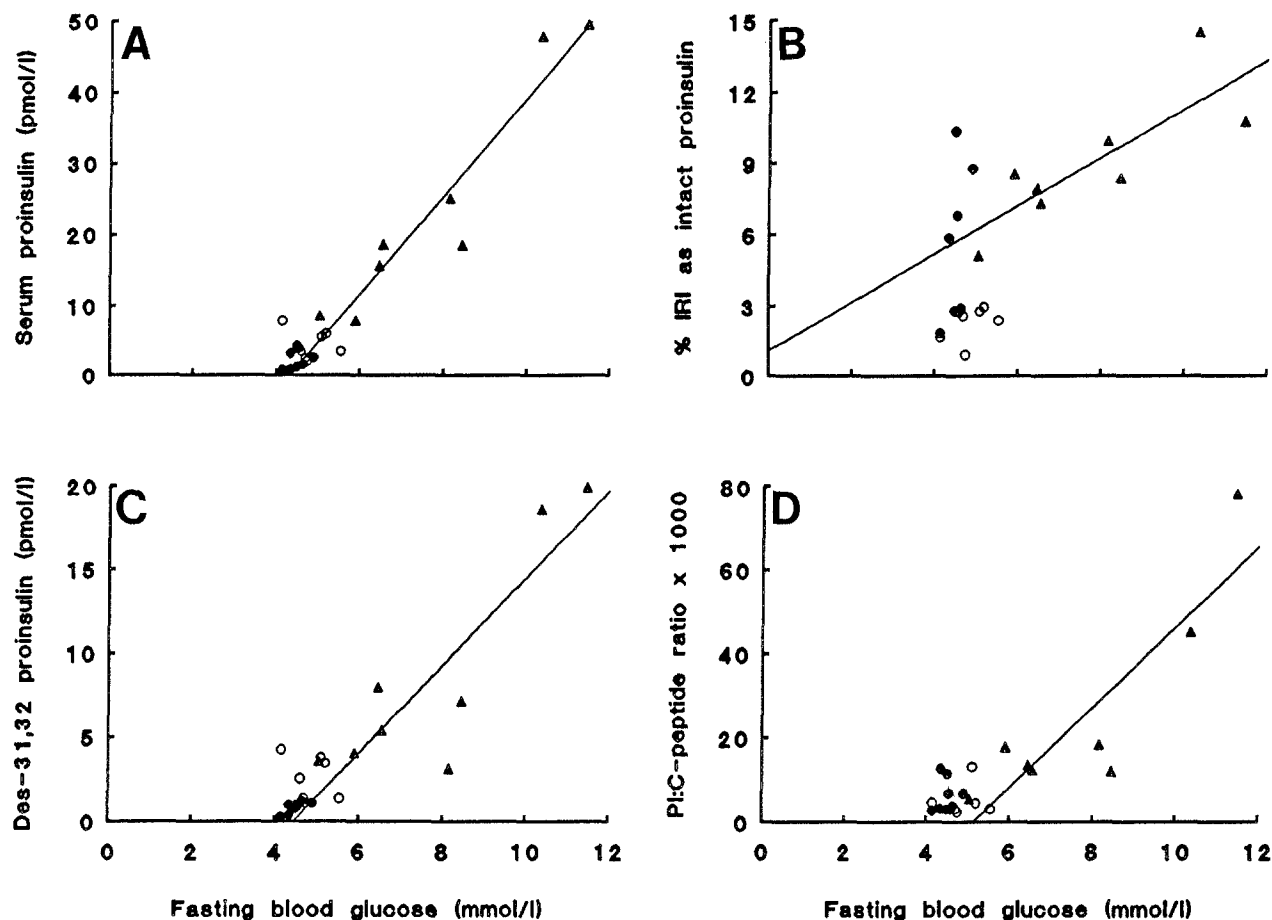 A
Serum proinsulin (pmol/l)
50
40
30
20
10
0
B
% IRI as intact proinsulin
15
12
9
6
3
0
C
Des-31,32 proinsulin (pmol/l)
20
15
10
5
0
0 2 4 6 8 10 12
Fasting blood glucose (mmol/l)
D
PI:C-peptide ratio x 1000
80
60
40
20
0
0 2 4 6 8 10 12
Fasting blood glucose (mmol/l)